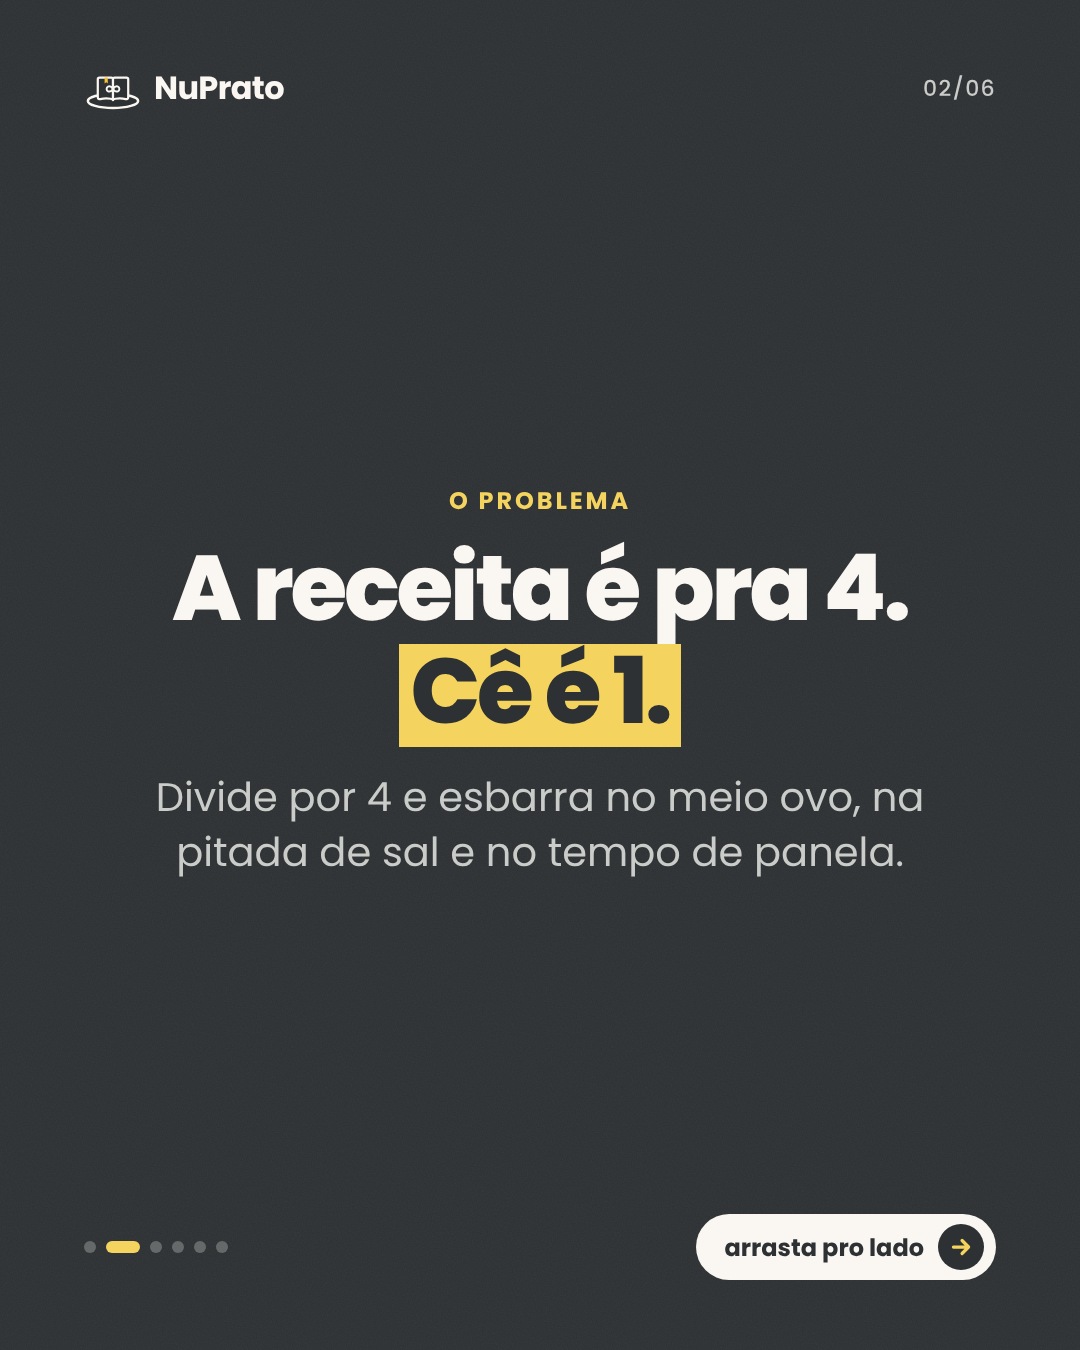 NuPrato
02/06
O PROBLEMA
A receita é pra 4.
Cê é 1.
Divide por 4 e esbarra no meio ovo, na
pitada de sal e no tempo de panela.
arrasta pro lado